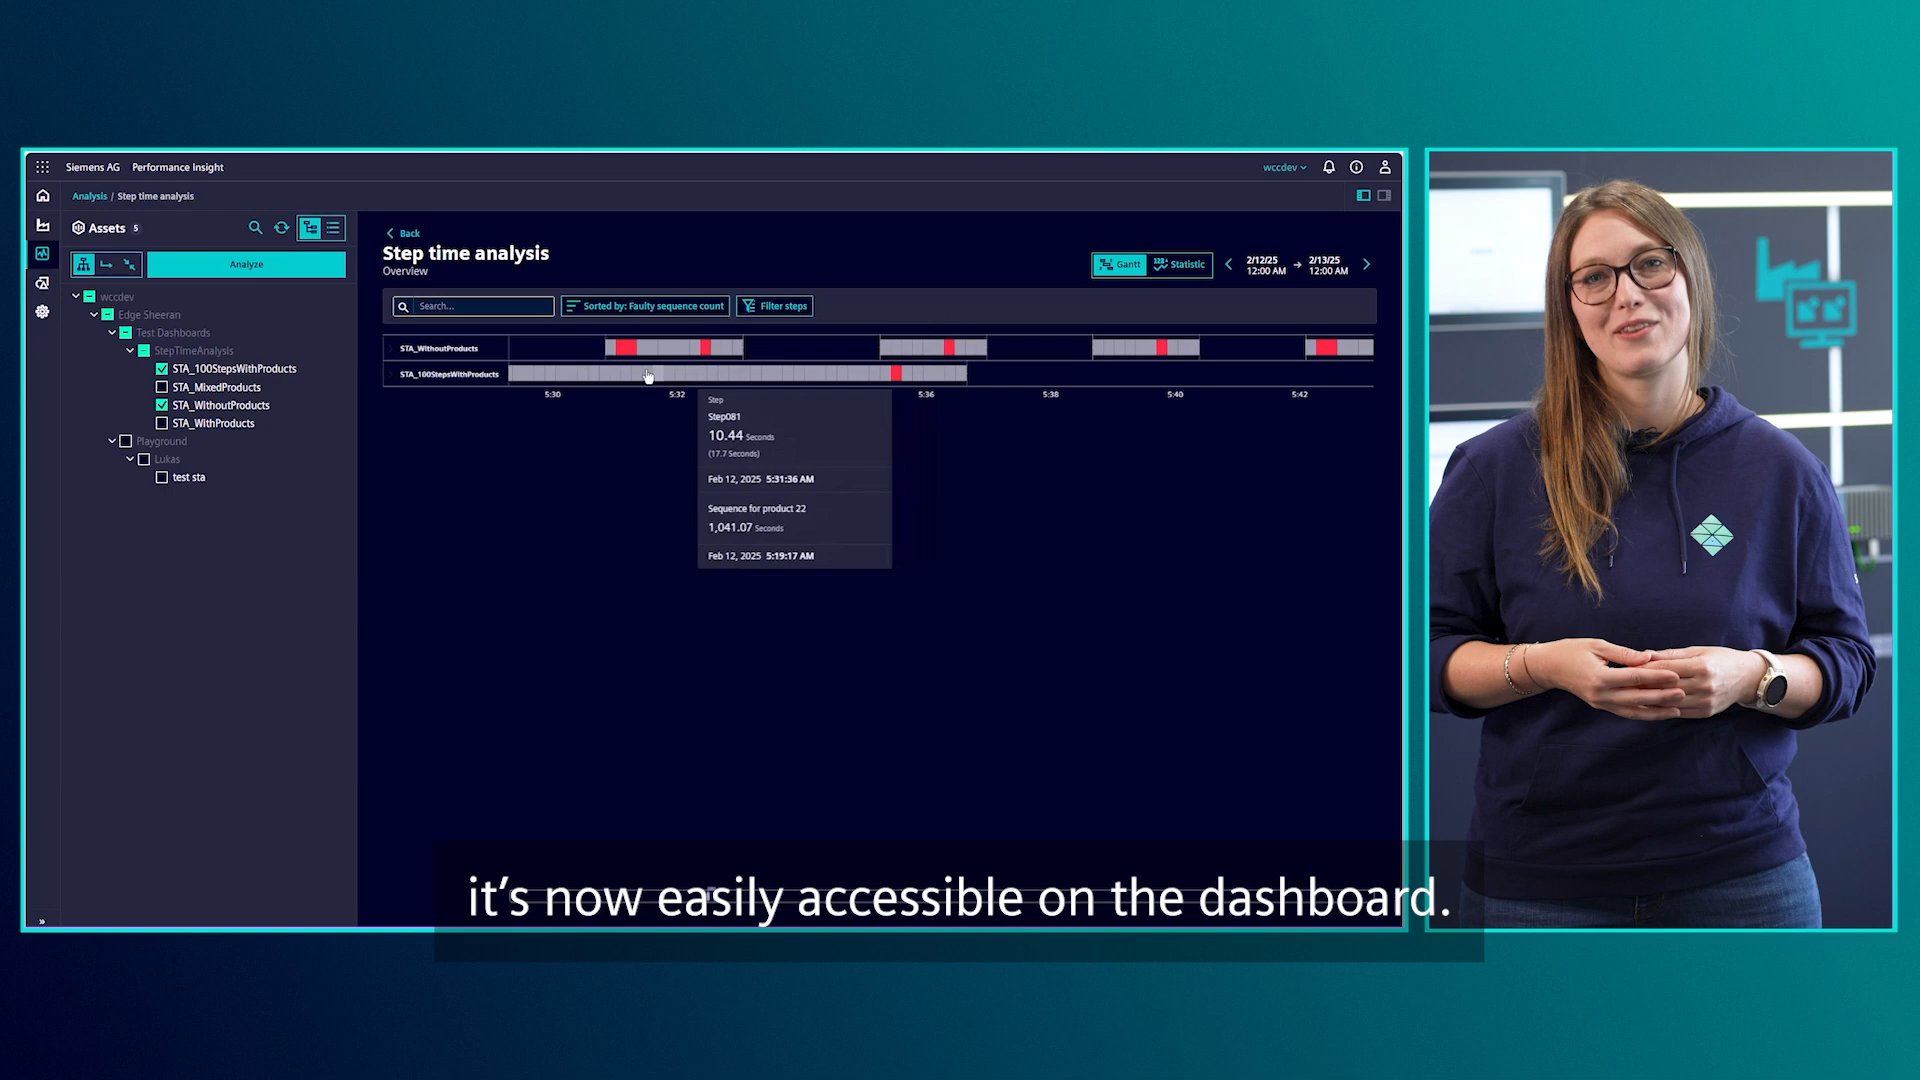 Siemens AG Performance Insight
wccdev
Analysis / Step time analysis
Assets 5
Analyze
wccdev
Edge Sheeran
Test Dashboards
StepTimeAnalysis
STA_100StepsWithProducts
STA_MixedProducts
STA_WithoutProducts
STA_WithProducts
Playground
Lukas
test sta
Back
Step time analysis
Overview
Gantt
Statistic
2/12/25
12:00 AM
2/13/25
12:00 AM
Search...
Sorted by: Faulty sequence count
Filter steps
STA_WithoutProducts
STA_100StepsWithProducts
5:30
5:32
5:36
5:38
5:40
5:42
Step
Step081
10.44 Seconds
(17.7 Seconds)
Feb 12, 2025 5:31:36 AM
Sequence for product 22
1,041.07 Seconds
Feb 12, 2025 5:19:17 AM
it's now easily accessible on the dashboard.